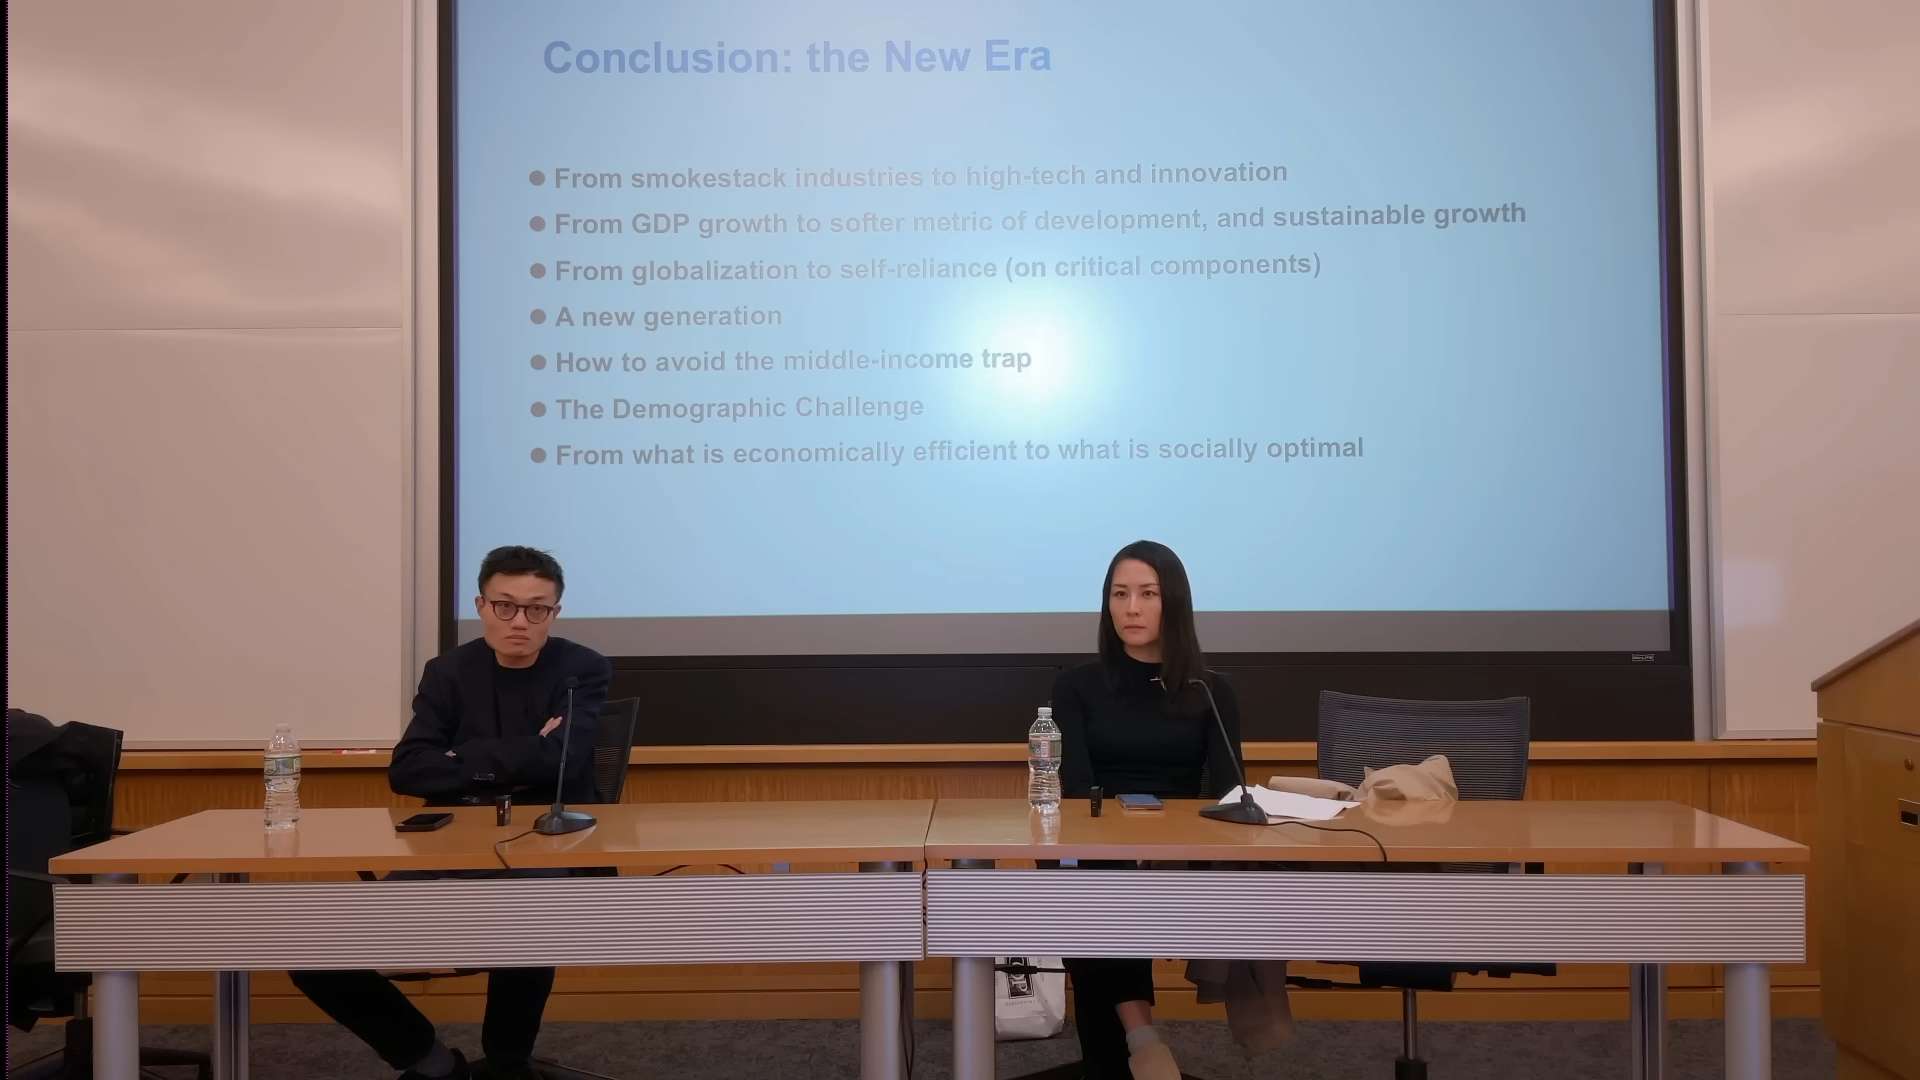 Conclusion: the New Era
● From smokestack industries to high-tech and innovation
● From GDP growth to softer metric of development, and sustainable growth
● From globalization to self-reliance (on critical components)
● A new generation
● How to avoid the middle-income trap
● The Demographic Challenge
● From what is economically efficient to what is socially optimal